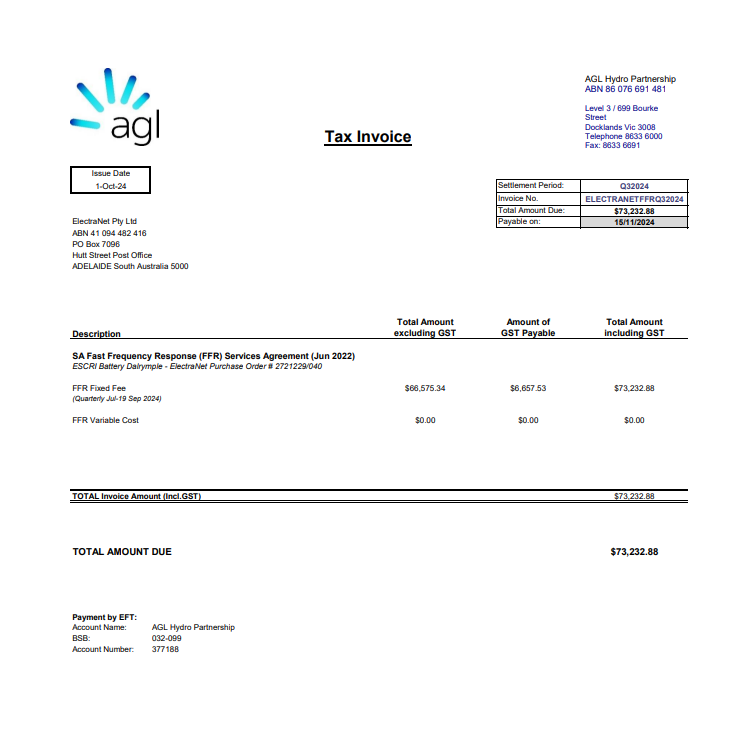 agl
AGL Hydro Partnership
ABN 86 076 691 481
Level 3 / 699 Bourke
Street
Docklands Vic 3008
Telephone 8633 6000
Fax: 8633 6691
Tax Invoice
Issue Date
1-Oct-24
Settlement Period: Q32024
Invoice No. ELECTRANETFFRQ32024
Total Amount Due: $73,232.88
Payable on: 15/11/2024
ElectraNet Pty Ltd
ABN 41 094 482 416
PO Box 7096
Hutt Street Post Office
ADELAIDE South Australia 5000
Total Amount Amount of Total Amount
Description excluding GST GST Payable including GST
SA Fast Frequency Response (FFR) Services Agreement (Jun 2022)
ESCRI Battery Dalrymple - ElectraNet Purchase Order # 2721229/040
FFR Fixed Fee $66,575.34 $6,657.53 $73,232.88
(Quarterly Jul-19 Sep 2024)
FFR Variable Cost $0.00 $0.00 $0.00
TOTAL Invoice Amount (Incl.GST) $73,232.88
TOTAL AMOUNT DUE $73,232.88
Payment by EFT:
Account Name: AGL Hydro Partnership
BSB: 032-099
Account Number: 377188